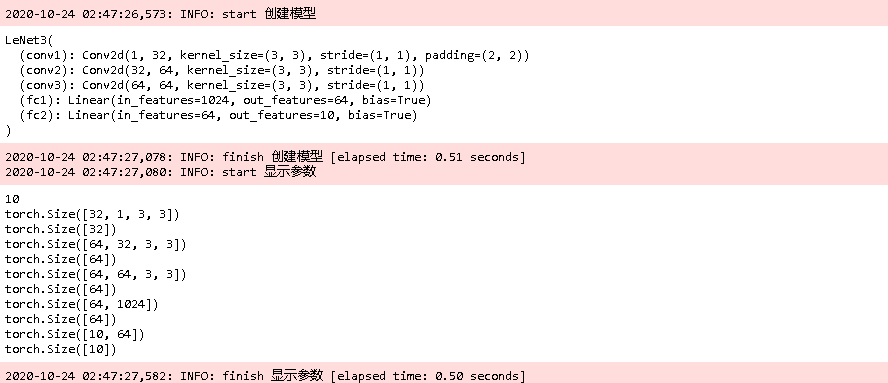 2020-10-24 02:47:26,573: INFO: start 创建模型
LeNet3(
  (conv1): Conv2d(1, 32, kernel_size=(3, 3), stride=(1, 1), padding=(2, 2))
  (conv2): Conv2d(32, 64, kernel_size=(3, 3), stride=(1, 1))
  (conv3): Conv2d(64, 64, kernel_size=(3, 3), stride=(1, 1))
  (fc1): Linear(in_features=1024, out_features=64, bias=True)
  (fc2): Linear(in_features=64, out_features=10, bias=True)
)
2020-10-24 02:47:27,078: INFO: finish 创建模型 [elapsed time: 0.51 seconds]
2020-10-24 02:47:27,080: INFO: start 显示参数
10
torch.Size([32, 1, 3, 3])
torch.Size([32])
torch.Size([64, 32, 3, 3])
torch.Size([64])
torch.Size([64, 64, 3, 3])
torch.Size([64])
torch.Size([64, 1024])
torch.Size([64])
torch.Size([10, 64])
torch.Size([10])
2020-10-24 02:47:27,582: INFO: finish 显示参数 [elapsed time: 0.50 seconds]